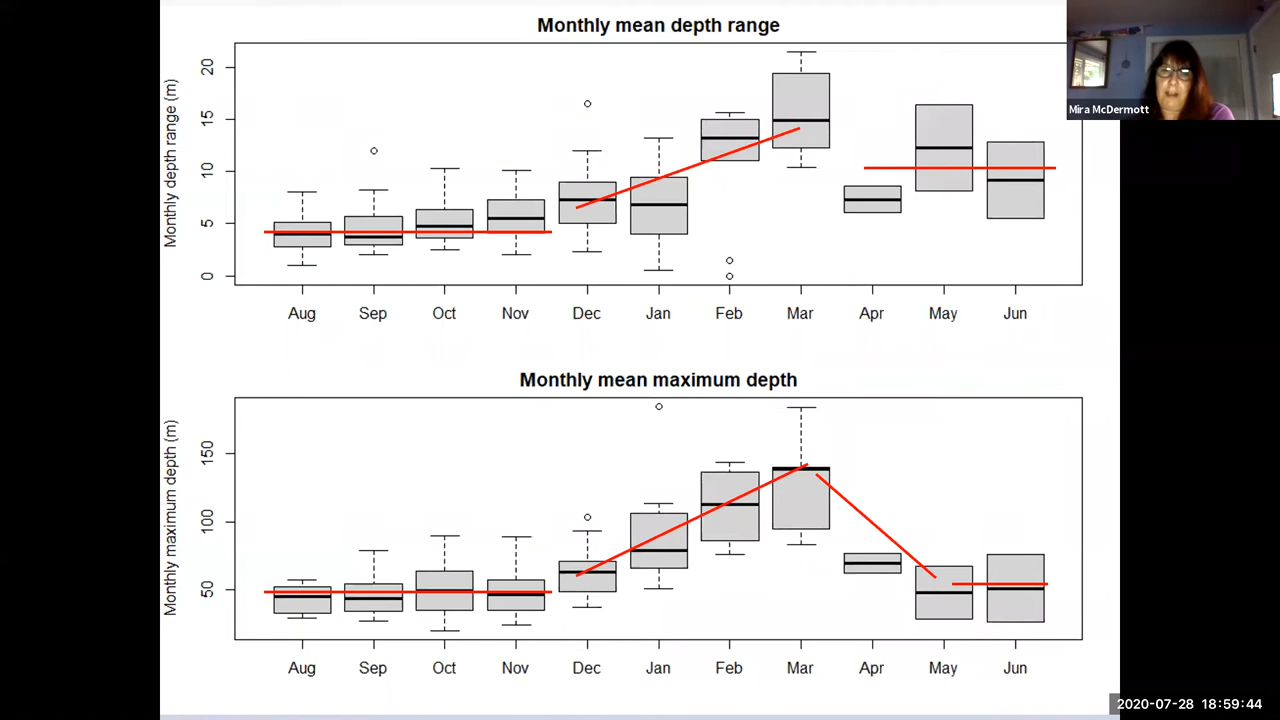 Monthly mean depth range
Monthly depth range (m)
20
15
10
5
0
Aug Sep Oct Nov Dec Jan Feb Mar Apr May Jun
Mira McDermott
Monthly mean maximum depth
Monthly maximum depth (m)
150
100
50
Aug Sep Oct Nov Dec Jan Feb Mar Apr May Jun
2020-07-28 18:59:44